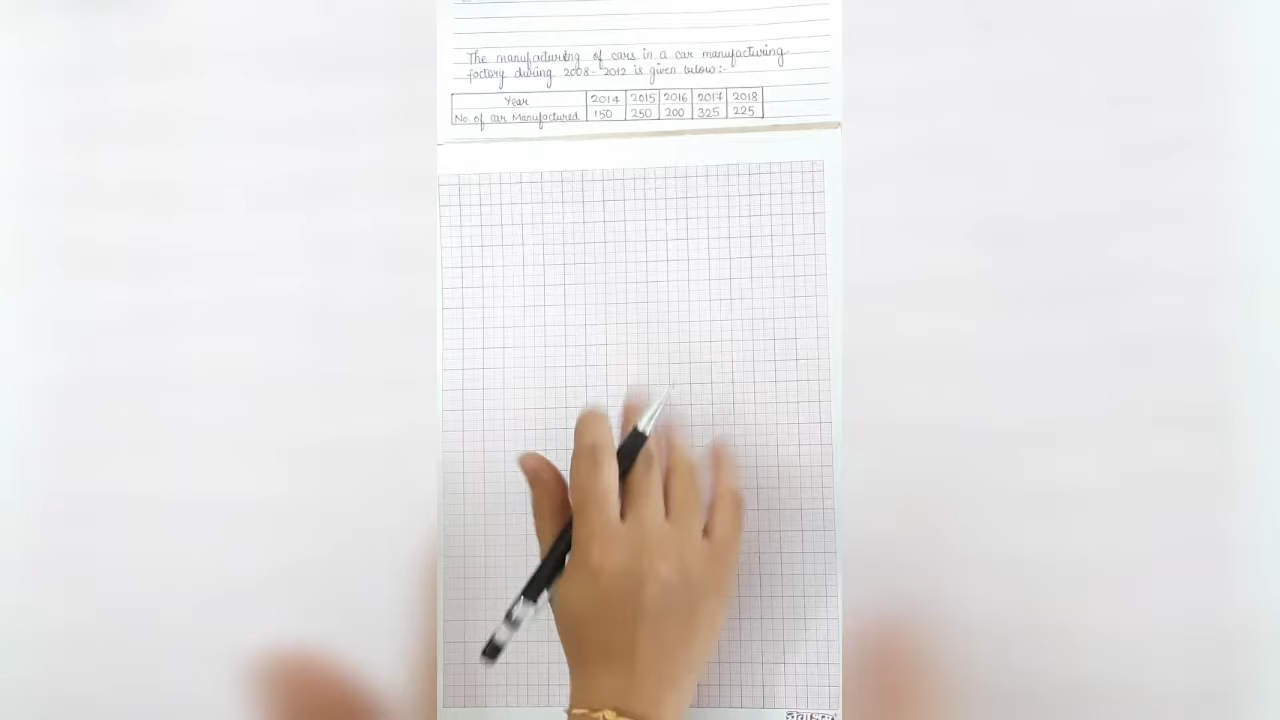 The manufacturing of cars in a car manufacturing
factory during 2008-2012 is given below:-
Year 2014 2015 2016 2017 2018
No. of car Manufactured 150 250 200 325 225